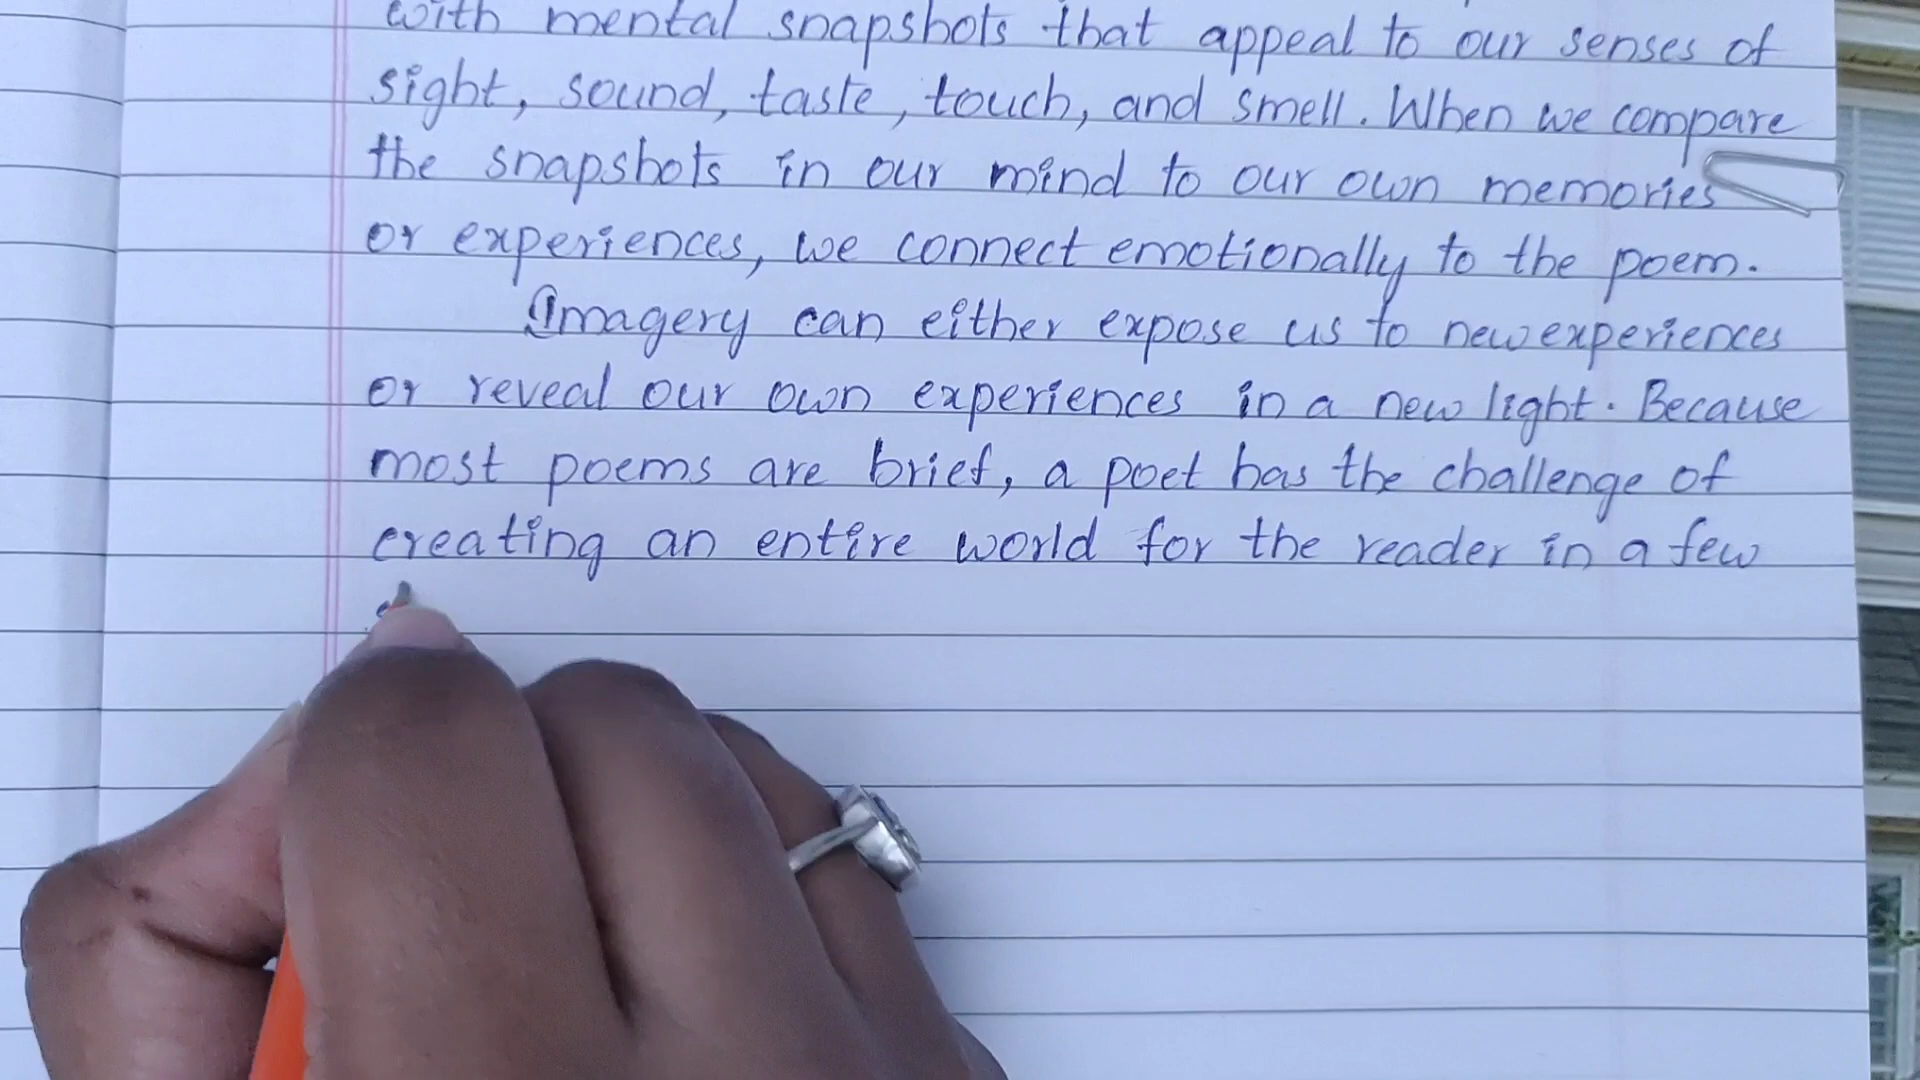 with mental snapshots that appeal to our senses of
sight, sound, taste, touch, and smell. When we compare
the snapshots in our mind to our own memories
or experiences, we connect emotionally to the poem.
Imagery can either expose us to new experiences
or reveal our own experiences in a new light. Because
most poems are brief, a poet has the challenge of
creating an entire world for the reader in a few